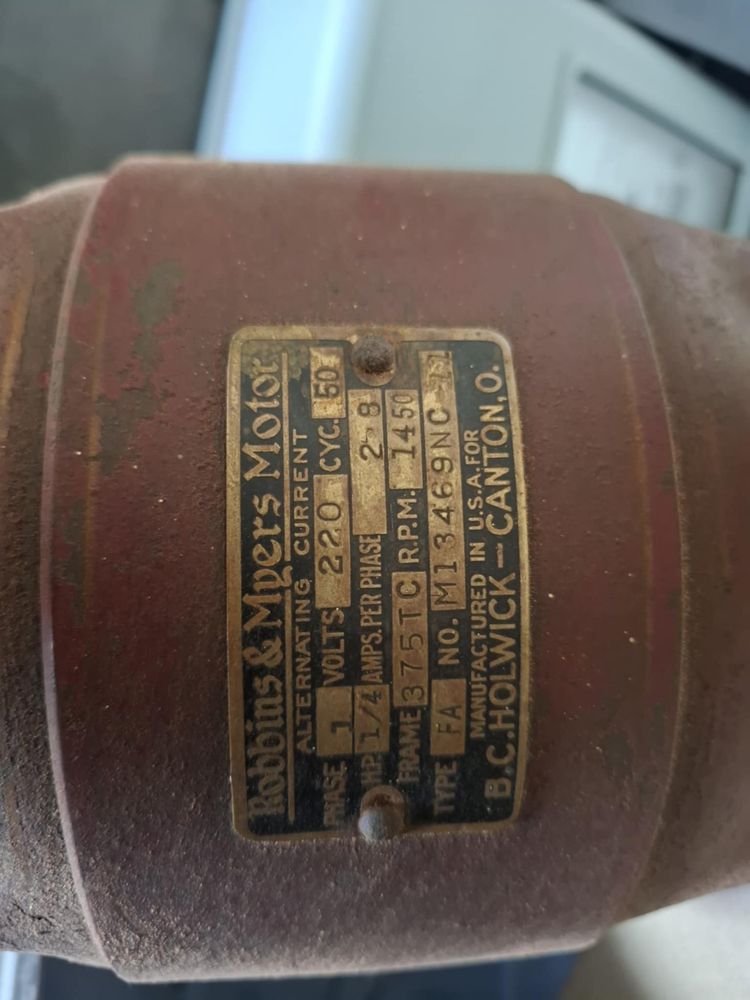 Robbins & Myers Motor
ALTERNATING CURRENT
PHASE 1 VOLTS 220 CYC. 50
HP. 1/4 AMPS. PER PHASE 2.8
FRAME 375TC R.P.M. 1450
TYPE FA NO. M13469NC
MANUFACTURED IN U.S.A. FOR
B.C. HOLWICK — CANTON, O.